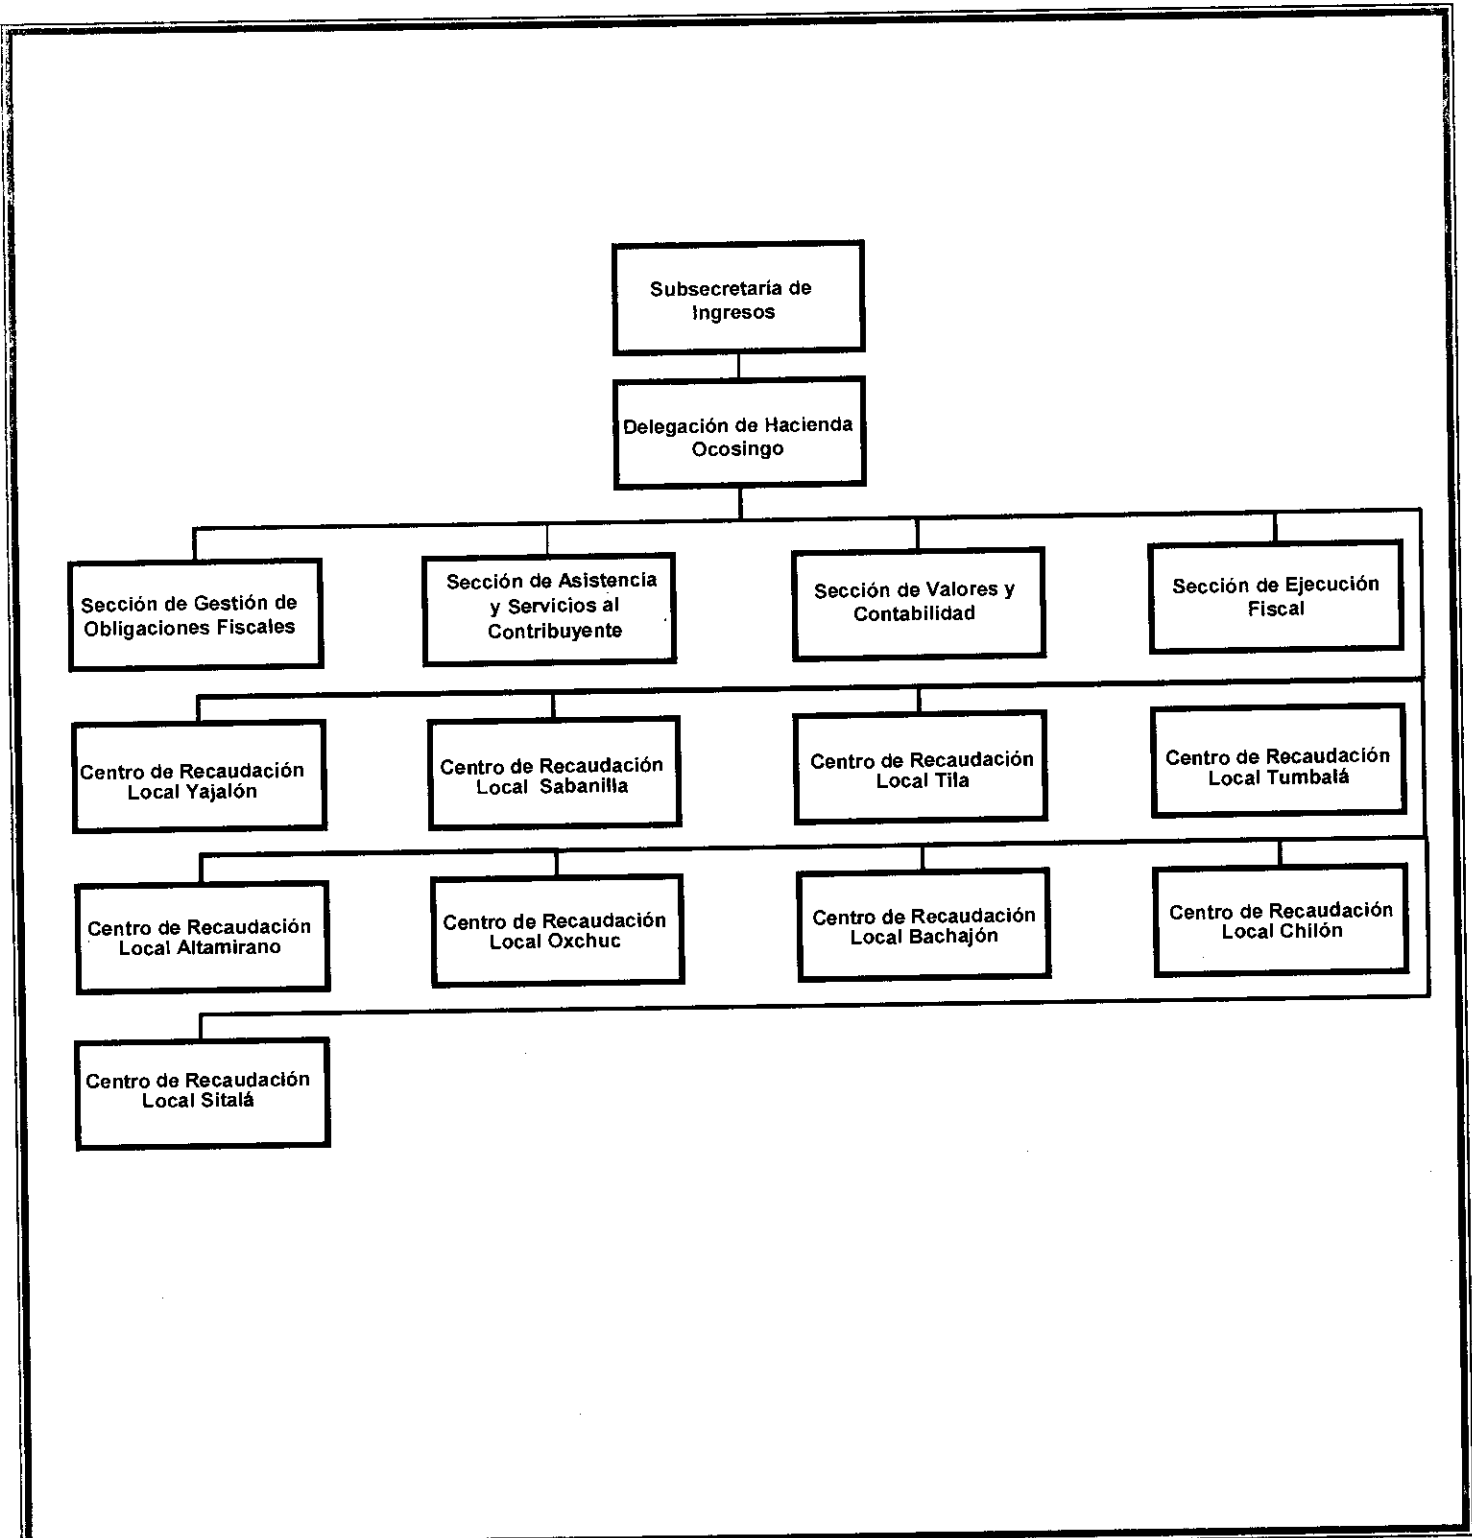 Subsecretaría de
Ingresos
Delegación de Hacienda
Ocosingo
Sección de Gestión de
Obligaciones Fiscales
Sección de Asistencia
y Servicios al
Contribuyente
Sección de Valores y
Contabilidad
Sección de Ejecución
Fiscal
Centro de Recaudación
Local Yajalón
Centro de Recaudación
Local Sabanilla
Centro de Recaudación
Local Tila
Centro de Recaudación
Local Tumbalá
Centro de Recaudación
Local Altamirano
Centro de Recaudación
Local Oxchuc
Centro de Recaudación
Local Bachajón
Centro de Recaudación
Local Chilón
Centro de Recaudación
Local Sitalá